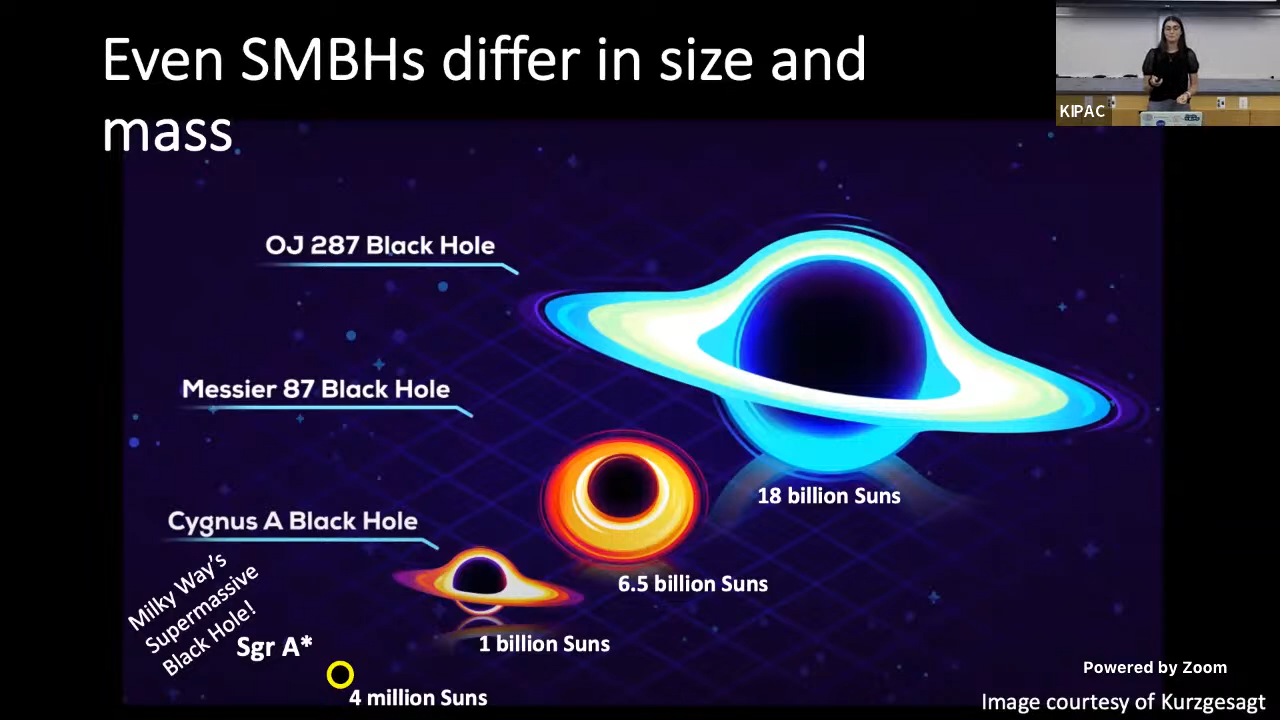 Even SMBHs differ in size and
mass
KIPAC
OJ 287 Black Hole
Messier 87 Black Hole
18 billion Suns
Cygnus A Black Hole
6.5 billion Suns
Milky Way's
Supermassive
Black Hole!
Sgr A*
1 billion Suns
4 million Suns
Powered by Zoom
Image courtesy of Kurzgesagt